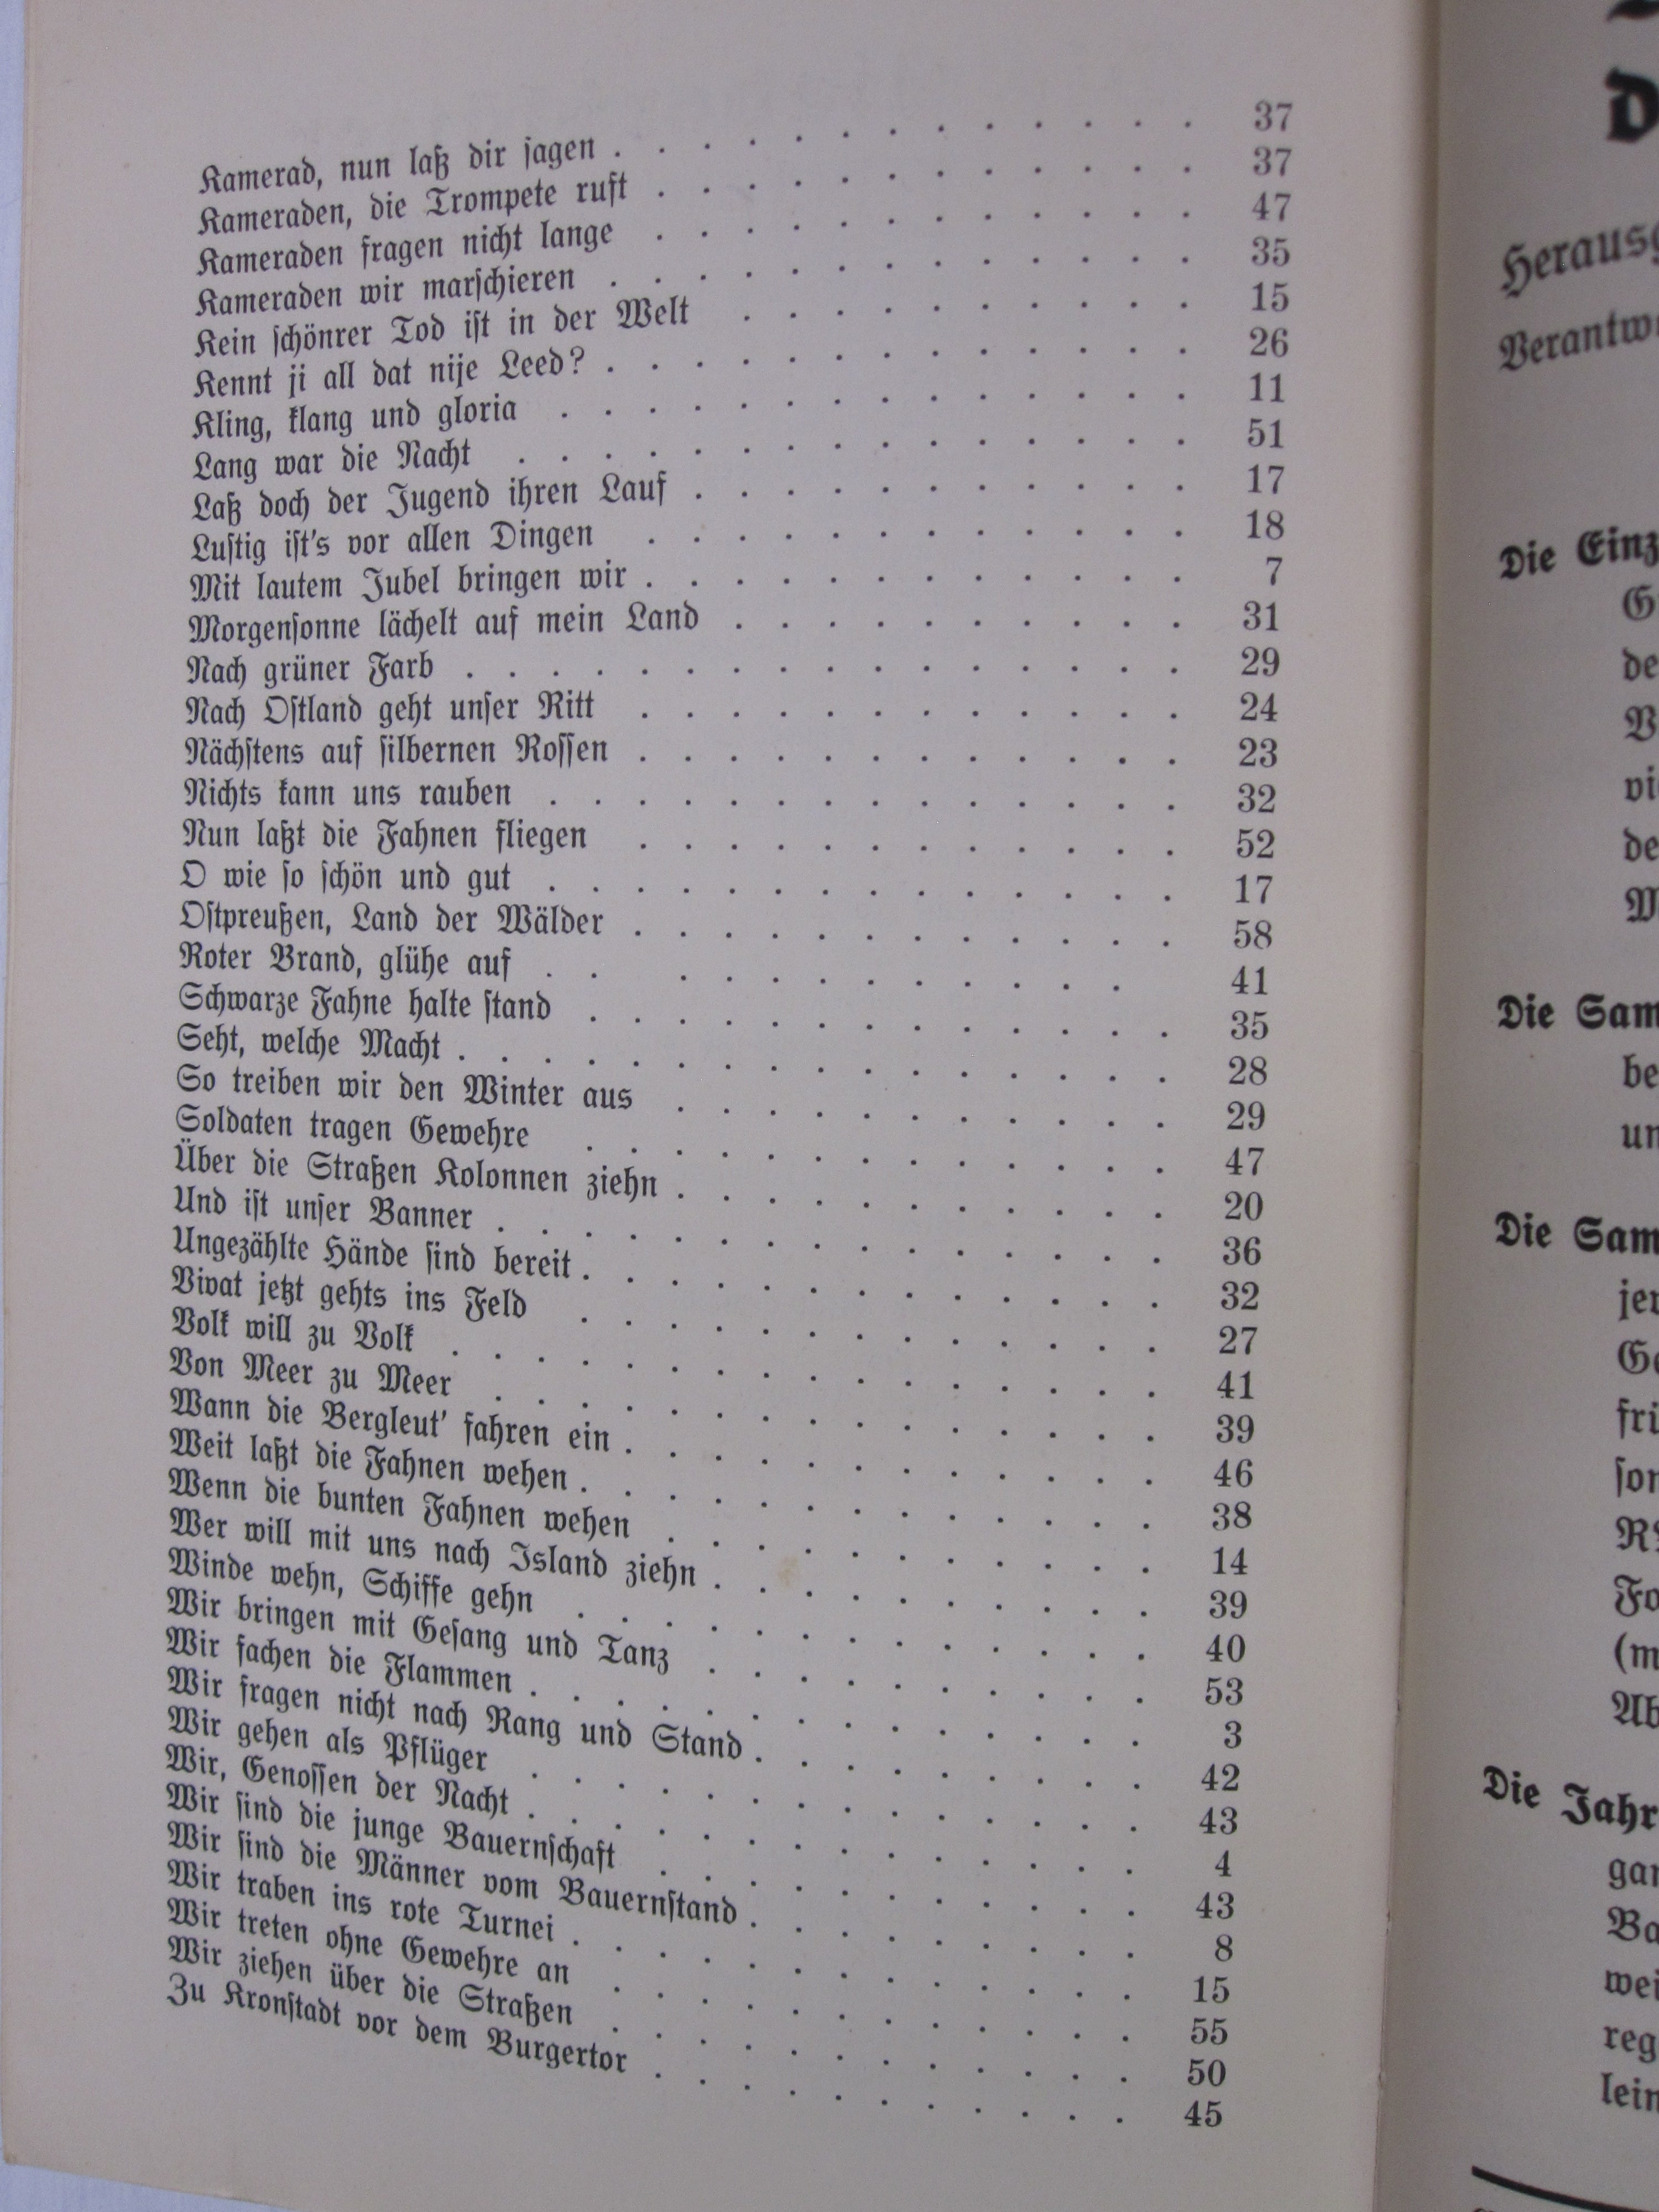 Kamerad, nun laß dir sagen . . . . . . . . . . . . . 37
Kameraden, die Trompete ruft . . . . . . . . . . . . 37
Kameraden fragen nicht lange . . . . . . . . . . . . 47
Kameraden wir marschieren . . . . . . . . . . . . . 35
Kein schönrer Tod ist in der Welt . . . . . . . . . . 15
Kennt ji all dat nije Leed? . . . . . . . . . . . . . 26
Kling, klang und gloria . . . . . . . . . . . . . . 11
Lang war die Nacht . . . . . . . . . . . . . . . 51
Laß doch der Jugend ihren Lauf . . . . . . . . . . . 17
Lustig ist's vor allen Dingen . . . . . . . . . . . . 18
Mit lautem Jubel bringen wir . . . . . . . . . . . . 7
Morgensonne lächelt auf mein Land . . . . . . . . . . 31
Nach grüner Farb . . . . . . . . . . . . . . . . 29
Nach Ostland geht unser Ritt . . . . . . . . . . . . 24
Nächstens auf silbernen Rossen . . . . . . . . . . . . 23
Nichts kann uns rauben . . . . . . . . . . . . . . 32
Nun laßt die Fahnen fliegen . . . . . . . . . . . . 52
O wie so schön und gut . . . . . . . . . . . . . . 17
Ostpreußen, Land der Wälder . . . . . . . . . . . . 58
Roter Brand, glühe auf . . . . . . . . . . . . 41
Schwarze Fahne halte stand . . . . . . . . . . . . . 35
Seht, welche Macht . . . . . . . . . . . . . . . . 28
So treiben wir den Winter aus . . . . . . . . . . . . 29
Soldaten tragen Gewehre . . . . . . . . . . . . . 47
Über die Straßen Kolonnen ziehn . . . . . . . . . . . 20
Und ist unser Banner . . . . . . . . . . . . . . . 36
Ungezählte Hände sind bereit . . . . . . . . . . . . . 32
Vivat jetzt gehts ins Feld . . . . . . . . . . . . . 27
Volk will zu Volk . . . . . . . . . . . . . . . . 41
Von Meer zu Meer . . . . . . . . . . . . . . . 39
Wann die Bergleut' fahren ein . . . . . . . . . . . . 46
Weit laßt die Fahnen wehen . . . . . . . . . . . . . 38
Wenn die bunten Fahnen wehen . . . . . . . . . . . 14
Wer will mit uns nach Island ziehn . . . . . . . . . . 39
Winde wehn, Schiffe gehn . . . . . . . . . . . . . 40
Wir bringen mit Gesang und Tanz . . . . . . . . . . 53
Wir fachen die Flammen . . . . . . . . . . . . . . 3
Wir fragen nicht nach Rang und Stand . . . . . . . . . 42
Wir gehen als Pflüger . . . . . . . . . . . . . . 43
Wir, Genossen der Nacht . . . . . . . . . . . . . . 4
Wir sind die junge Bauernschaft . . . . . . . . . . . 43
Wir sind die Männer vom Bauernstand . . . . . . . . . 8
Wir traben ins rote Turnei . . . . . . . . . . . . . 15
Wir treten ohne Gewehre an . . . . . . . . . . . . 55
Wir ziehen über die Straßen . . . . . . . . . . . . 50
Zu Kronstadt vor dem Burgertor . . . . . . . . . . . 45
Die
Die Sam
be
un
Die Sam
Die Jahr